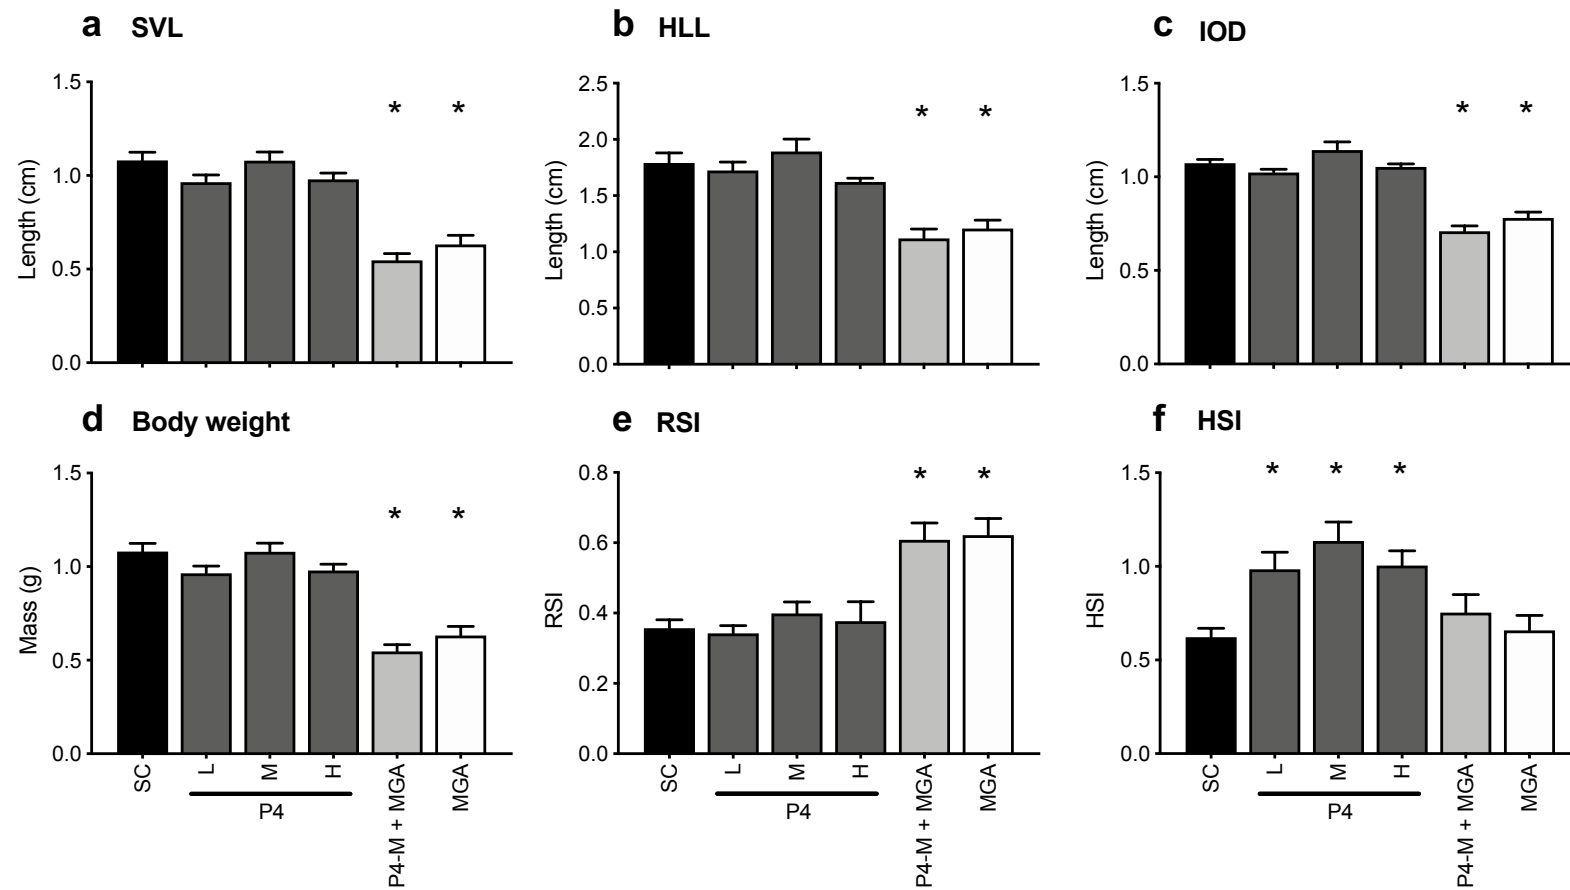 a SVL
b HLL
c IOD
1.5
1.0
0.5
0.0
Length (cm)
* *
2.5
2.0
1.5
1.0
0.5
0.0
Length (cm)
* *
1.5
1.0
0.5
0.0
Length (cm)
* *
d Body weight
e RSI
f HSI
1.5
1.0
0.5
0.0
Mass (g)
* *
SC
L
M
H
P4
P4-M + MGA
MGA
0.8
0.6
0.4
0.2
0.0
RSI
* *
SC
L
M
H
P4
P4-M + MGA
MGA
1.5
1.0
0.5
0.0
HSI
* * *
SC
L
M
H
P4
P4-M + MGA
MGA